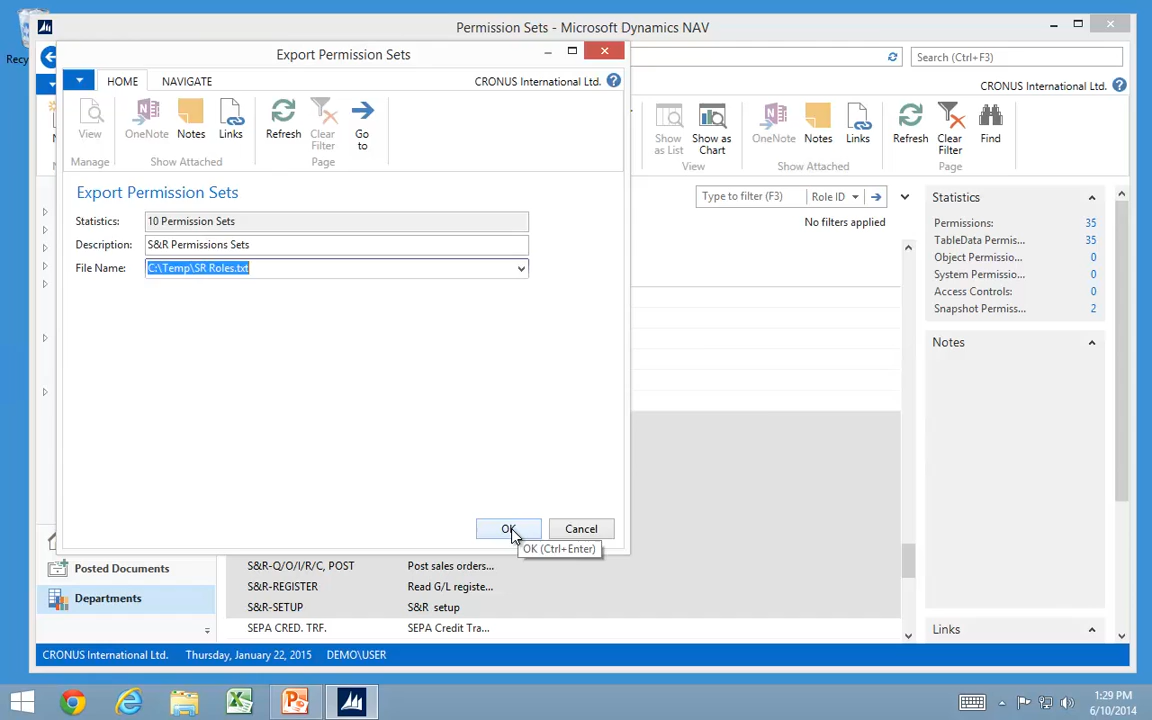 Permission Sets - Microsoft Dynamics NAV
Recy
Export Permission Sets
HOME
NAVIGATE
CRONUS International Ltd.
View
OneNote
Notes
Links
Refresh
Clear
Filter
Go
to
Manage
Show Attached
Page
Export Permission Sets
Statistics:
10 Permission Sets
Description:
S&R Permissions Sets
File Name:
C:\Temp\SR Roles.txt
OK
Cancel
OK (Ctrl+Enter)
Search (Ctrl+F3)
CRONUS International Ltd.
Show
as List
Show as
Chart
OneNote
Notes
Links
Refresh
Clear
Filter
Find
View
Show Attached
Page
Type to filter (F3)
Role ID
No filters applied
Statistics
Permissions: 35
TableData Permis... 35
Object Permissio... 0
System Permissio... 0
Access Controls: 0
Snapshot Permiss... 2
Notes
Links
Posted Documents
Departments
S&R-Q/O/I/R/C, POST Post sales orders...
S&R-REGISTER Read G/L registe...
S&R-SETUP S&R setup
SEPA CRED. TRF. SEPA Credit Tra...
CRONUS International Ltd. Thursday, January 22, 2015 DEMO\USER
1:29 PM
6/10/2014